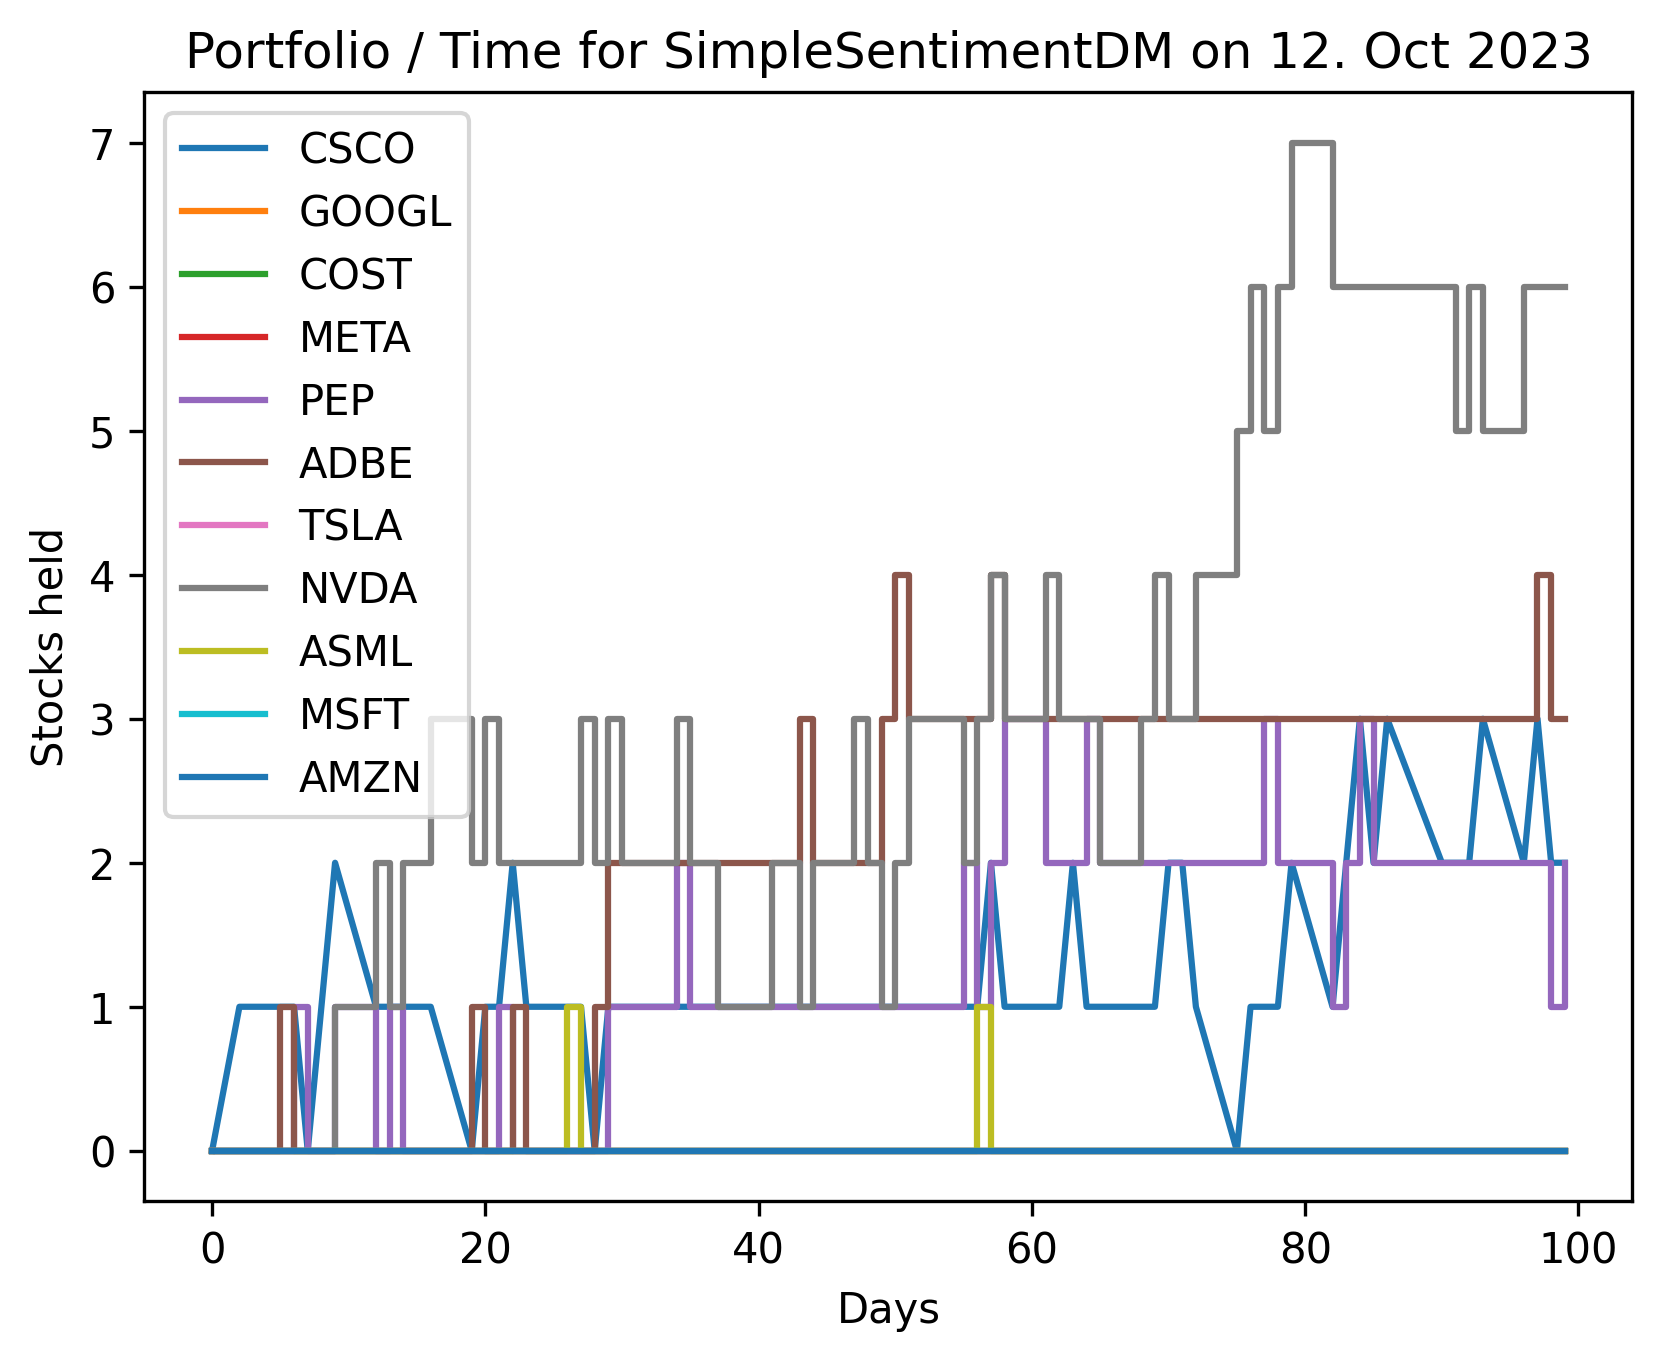 Portfolio / Time for SimpleSentimentDM on 12. Oct 2023
CSCO
GOOGL
COST
META
PEP
ADBE
TSLA
NVDA
ASML
MSFT
AMZN
Stocks held
7
6
5
4
3
2
1
0
0 20 40 60 80 100
Days